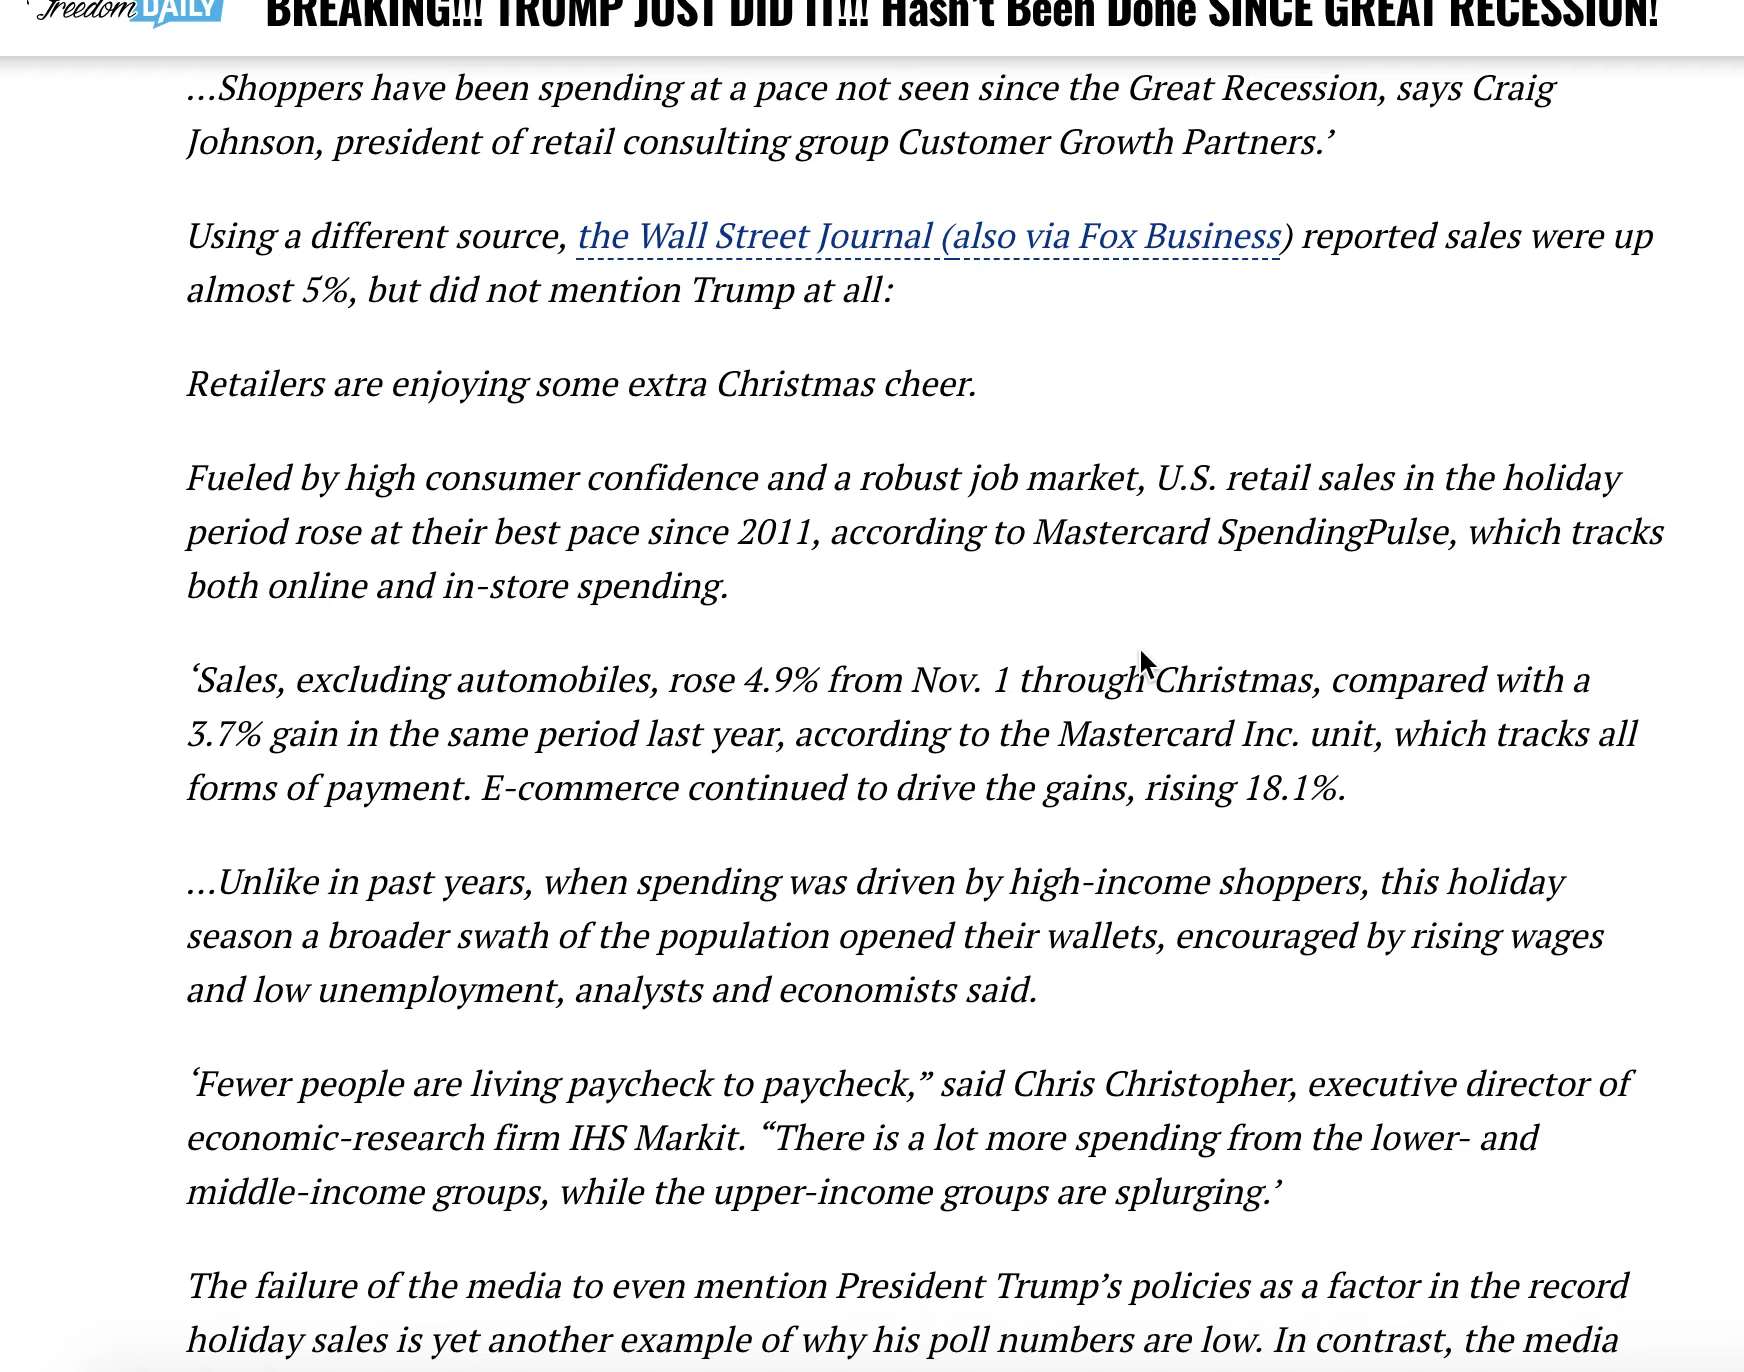 Freedom DAILY BREAKING!!! TRUMP JUST DID IT!!! Hasn't Been Done SINCE GREAT RECESSION!
...Shoppers have been spending at a pace not seen since the Great Recession, says Craig
Johnson, president of retail consulting group Customer Growth Partners.’
Using a different source, the Wall Street Journal (also via Fox Business) reported sales were up
almost 5%, but did not mention Trump at all:
Retailers are enjoying some extra Christmas cheer.
Fueled by high consumer confidence and a robust job market, U.S. retail sales in the holiday
period rose at their best pace since 2011, according to Mastercard SpendingPulse, which tracks
both online and in-store spending.
‘Sales, excluding automobiles, rose 4.9% from Nov. 1 through Christmas, compared with a
3.7% gain in the same period last year, according to the Mastercard Inc. unit, which tracks all
forms of payment. E-commerce continued to drive the gains, rising 18.1%.
...Unlike in past years, when spending was driven by high-income shoppers, this holiday
season a broader swath of the population opened their wallets, encouraged by rising wages
and low unemployment, analysts and economists said.
‘Fewer people are living paycheck to paycheck,” said Chris Christopher, executive director of
economic-research firm IHS Markit. “There is a lot more spending from the lower- and
middle-income groups, while the upper-income groups are splurging.’
The failure of the media to even mention President Trump’s policies as a factor in the record
holiday sales is yet another example of why his poll numbers are low. In contrast, the media